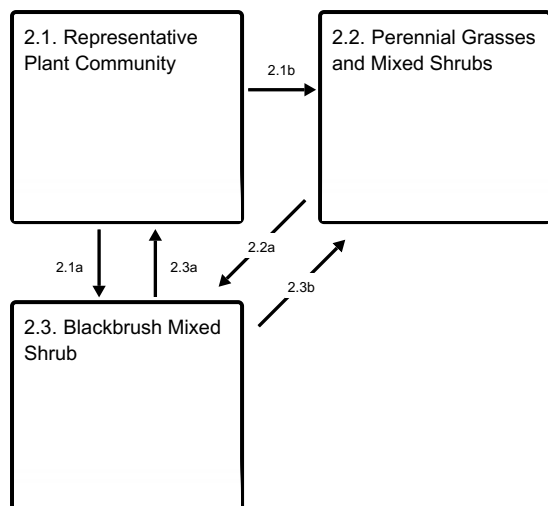 2.1. Representative
Plant Community
2.1b
2.2. Perennial Grasses
and Mixed Shrubs
2.1a
2.3a
2.2a
2.3b
2.3. Blackbrush Mixed
Shrub